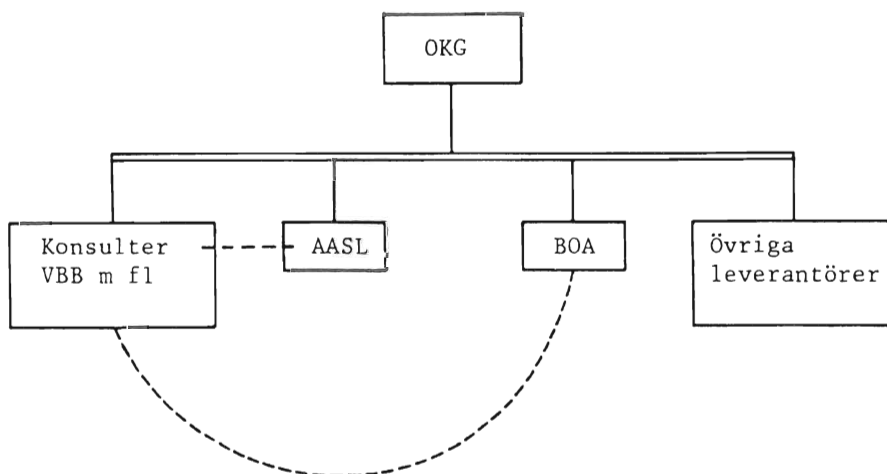 OKG
Konsulter
VBB m fl
AASL
BOA
Övriga
leverantörer